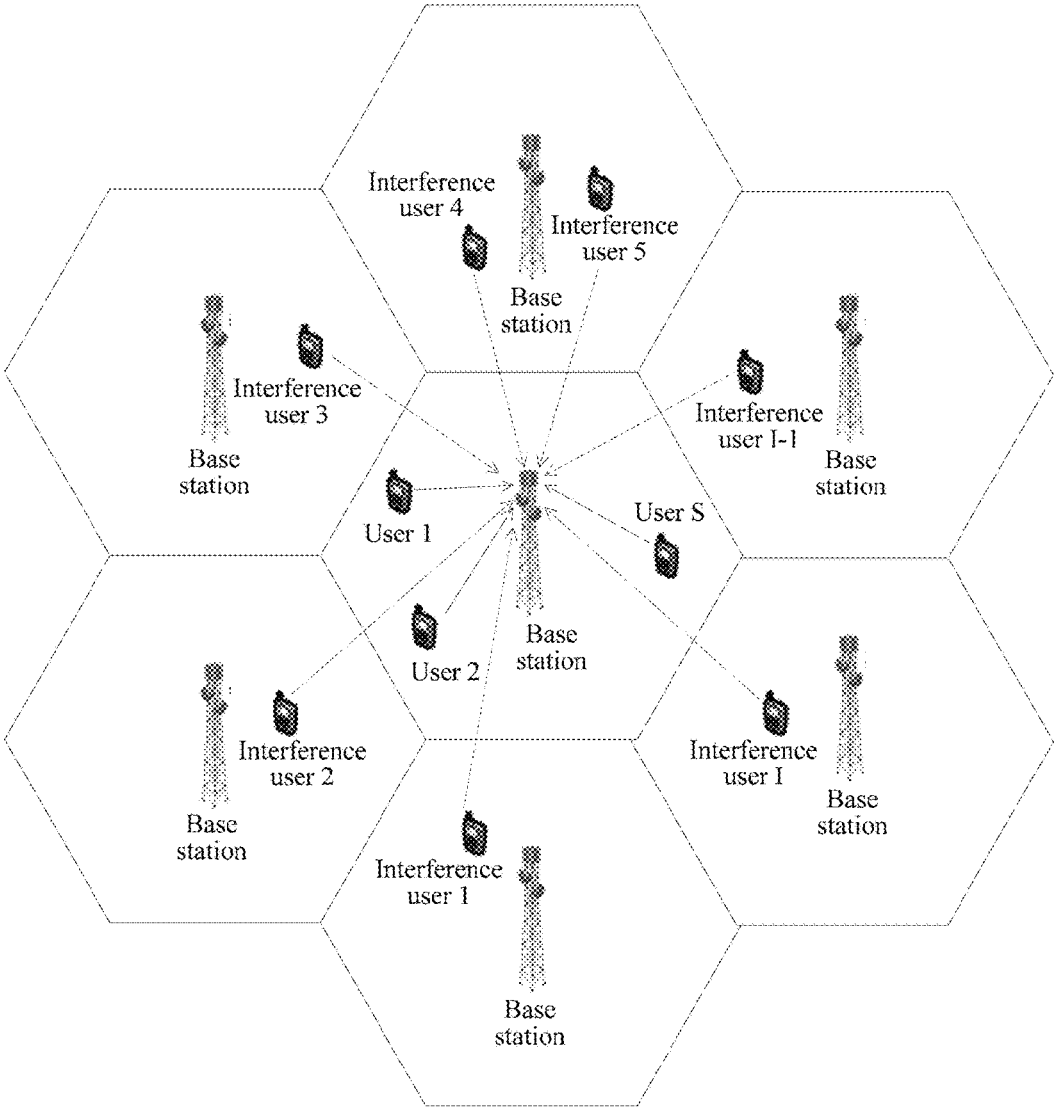 Interference
user 4
Interference
user 5
Base
station
Interference
user 3
Base
station
Interference
user I-1
Base
station
User 1
User S
User 2
Base
station
Interference
user 2
Base
station
Interference
user I
Base
station
Interference
user 1
Base
station